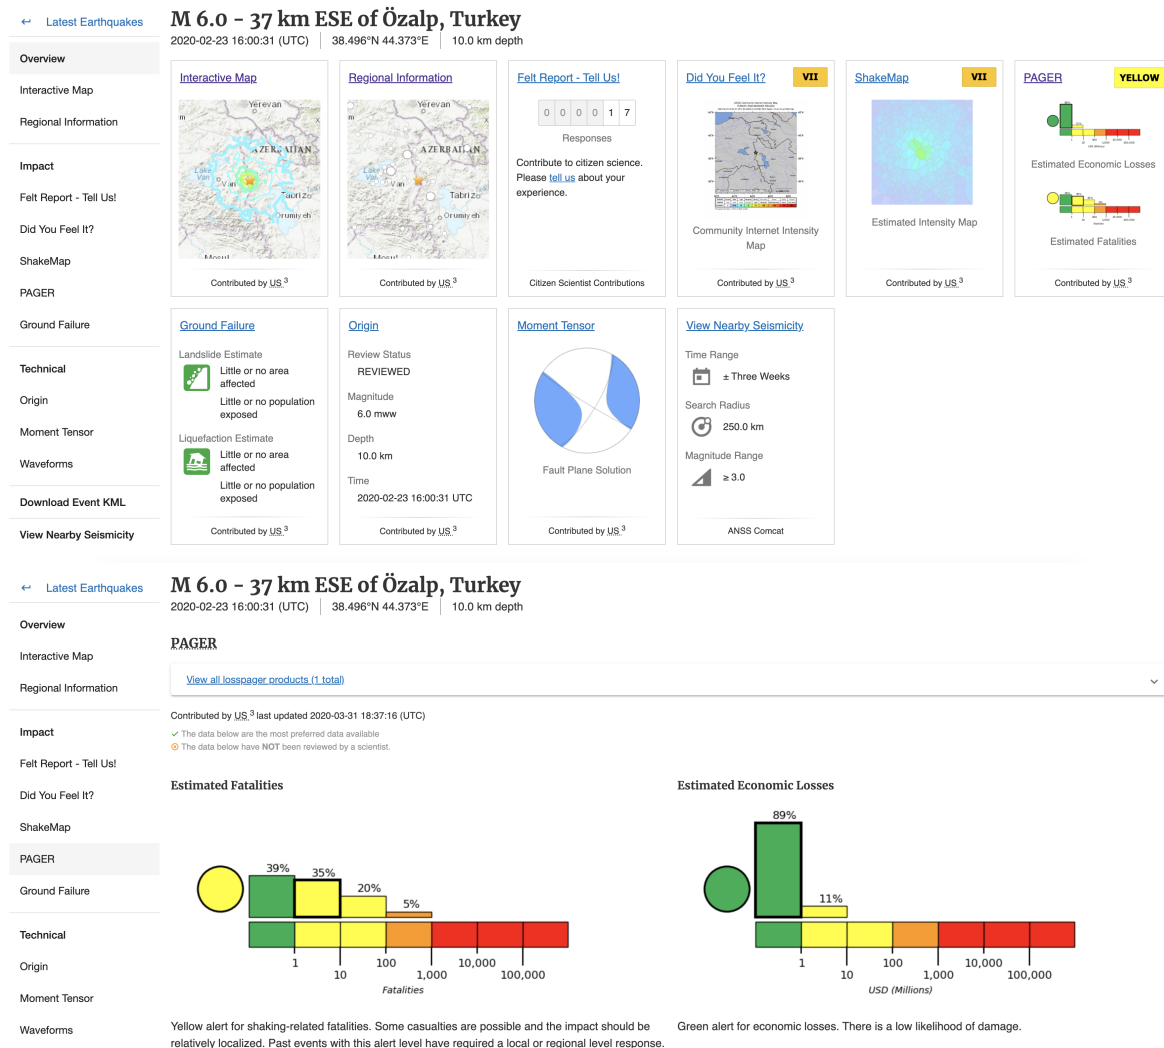 ↩ Latest Earthquakes
Overview
Interactive Map
Regional Information
Impact
Felt Report - Tell Us!
Did You Feel It?
ShakeMap
PAGER
Ground Failure
Technical
Origin
Moment Tensor
Waveforms
Download Event KML
View Nearby Seismicity
M 6.0 - 37 km ESE of Özalp, Turkey
2020-02-23 16:00:31 (UTC) 38.496°N 44.373°E 10.0 km depth
Interactive Map
Yerevan
AZERBAIJAN
Lake
Van
Van
Tabriz
Orumiyeh
Mosul
Contributed by US 3
Regional Information
Yerevan
AZERBAIJAN
Lake
Van
Van
Tabriz
Orumiyeh
Mosul
Contributed by US 3
Felt Report - Tell Us!
0 0 0 0 1 7
Responses
Contribute to citizen science.
Please tell us about your
experience.
Citizen Scientist Contributions
Did You Feel It? VII
Community Internet Intensity
Map
Contributed by US 3
ShakeMap VII
Estimated Intensity Map
Contributed by US 3
PAGER YELLOW
Estimated Economic Losses
Estimated Fatalities
Contributed by US 3
Ground Failure
Landslide Estimate
Little or no area
affected
Little or no population
exposed
Liquefaction Estimate
Little or no area
affected
Little or no population
exposed
Contributed by US 3
Origin
Review Status
REVIEWED
Magnitude
6.0 mww
Depth
10.0 km
Time
2020-02-23 16:00:31 UTC
Contributed by US 3
Moment Tensor
Fault Plane Solution
Contributed by US 3
View Nearby Seismicity
Time Range
± Three Weeks
Search Radius
250.0 km
Magnitude Range
≥ 3.0
ANSS Comcat
↩ Latest Earthquakes
Overview
Interactive Map
Regional Information
Impact
Felt Report - Tell Us!
Did You Feel It?
ShakeMap
PAGER
Ground Failure
Technical
Origin
Moment Tensor
Waveforms
M 6.0 - 37 km ESE of Özalp, Turkey
2020-02-23 16:00:31 (UTC) 38.496°N 44.373°E 10.0 km depth
PAGER
View all losspager products (1 total)
Contributed by US 3 last updated 2020-03-31 18:37:16 (UTC)
The data below are the most preferred data available
The data below have NOT been reviewed by a scientist.
Estimated Fatalities
39% 35% 20% 5%
1 100 10,000
10 1,000 100,000
Fatalities
Yellow alert for shaking-related fatalities. Some casualties are possible and the impact should be
relatively localized. Past events with this alert level have required a local or regional level response.
Estimated Economic Losses
89%
11%
1 100 10,000
10 1,000 100,000
USD (Millions)
Green alert for economic losses. There is a low likelihood of damage.